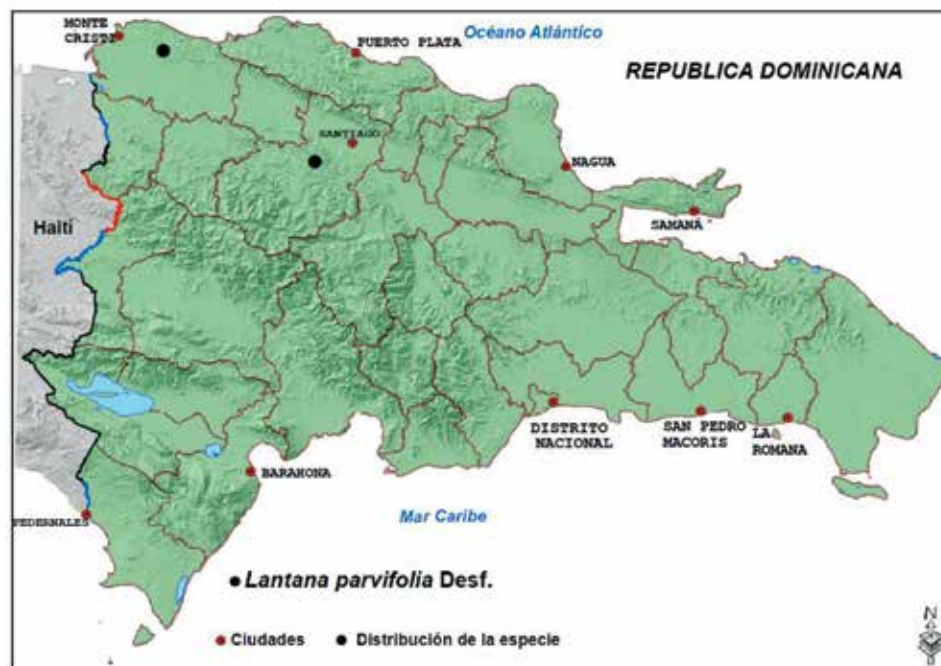 MONTE
CRISTI
PUERTO PLATA
Océano Atlántico
REPUBLICA DOMINICANA
SANTIAGO
NAGUA
Haití
SAMANÁ
DISTRITO
NACIONAL
SAN PEDRO
MACORIS
LA
ROMANA
BARAHONA
PEDERNALES
Mar Caribe
Lantana parvifolia Desf.
Ciudades
Distribución de la especie
N